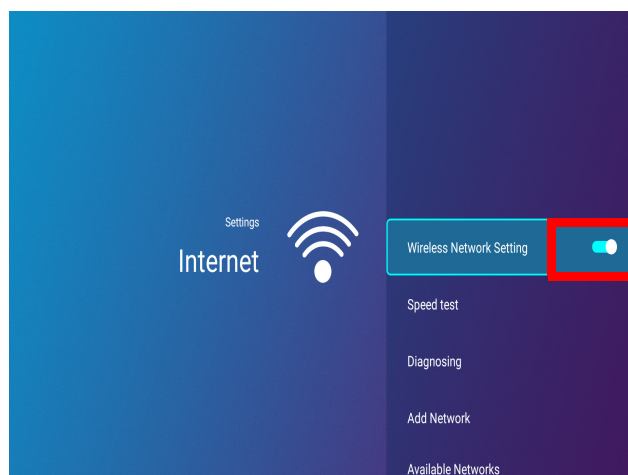 Settings
Internet
Wireless Network Setting
Speed test
Diagnosing
Add Network
Available Networks